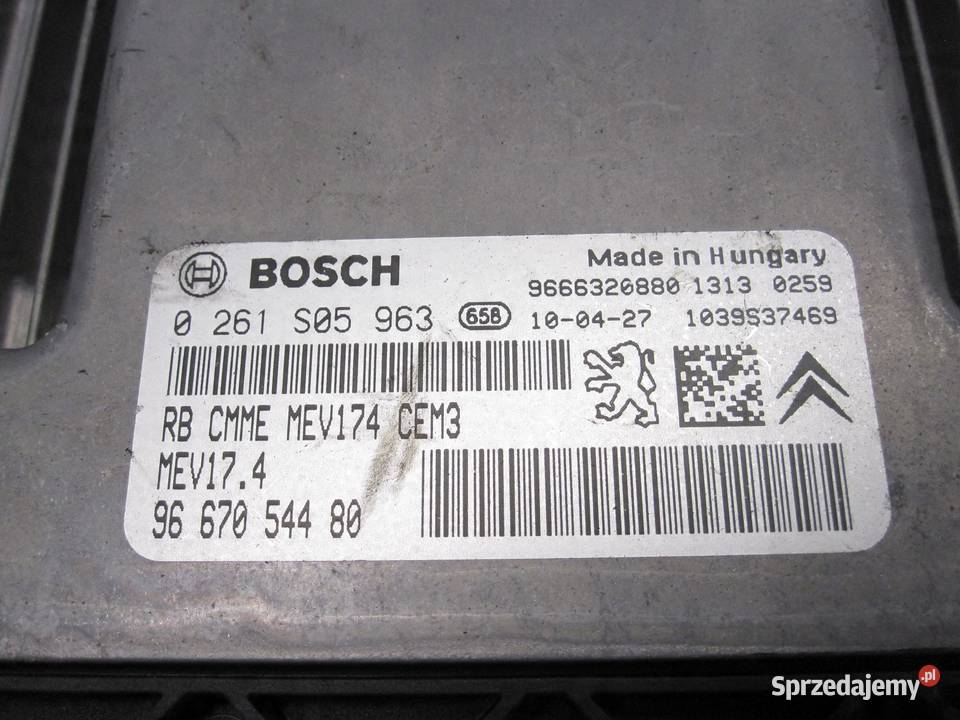 BOSCH
Made in Hungary
9666320880 1313 0259
0 261 S05 963 65B 10-04-27 1039S37469
RB CMME MEV174 CEM3
MEV17.4
96 670 544 80
Sprzedajemy.pl